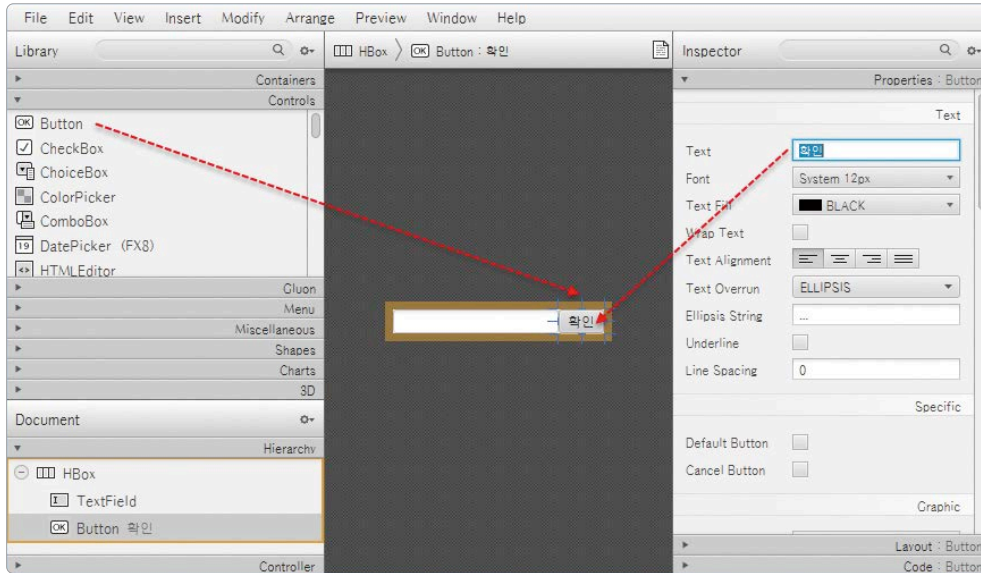 File Edit View Insert Modify Arrange Preview Window Help
Library
HBox Button : 확인
Inspector
Containers
Controls
Button
CheckBox
ChoiceBox
ColorPicker
ComboBox
19 DatePicker (FX8)
HTMLEditor
Gluon
Menu
Miscellaneous
Shapes
Charts
3D
Document
Hierarchy
HBox
TextField
OK Button 확인
Controller
확인
Properties : Button
Text
Text 확인
Font System 12px
Text Fill BLACK
Wrap Text
Text Alignment
Text Overrun ELLIPSIS
Ellipsis String ...
Underline
Line Spacing 0
Specific
Default Button
Cancel Button
Graphic
Layout : Button
Code : Button